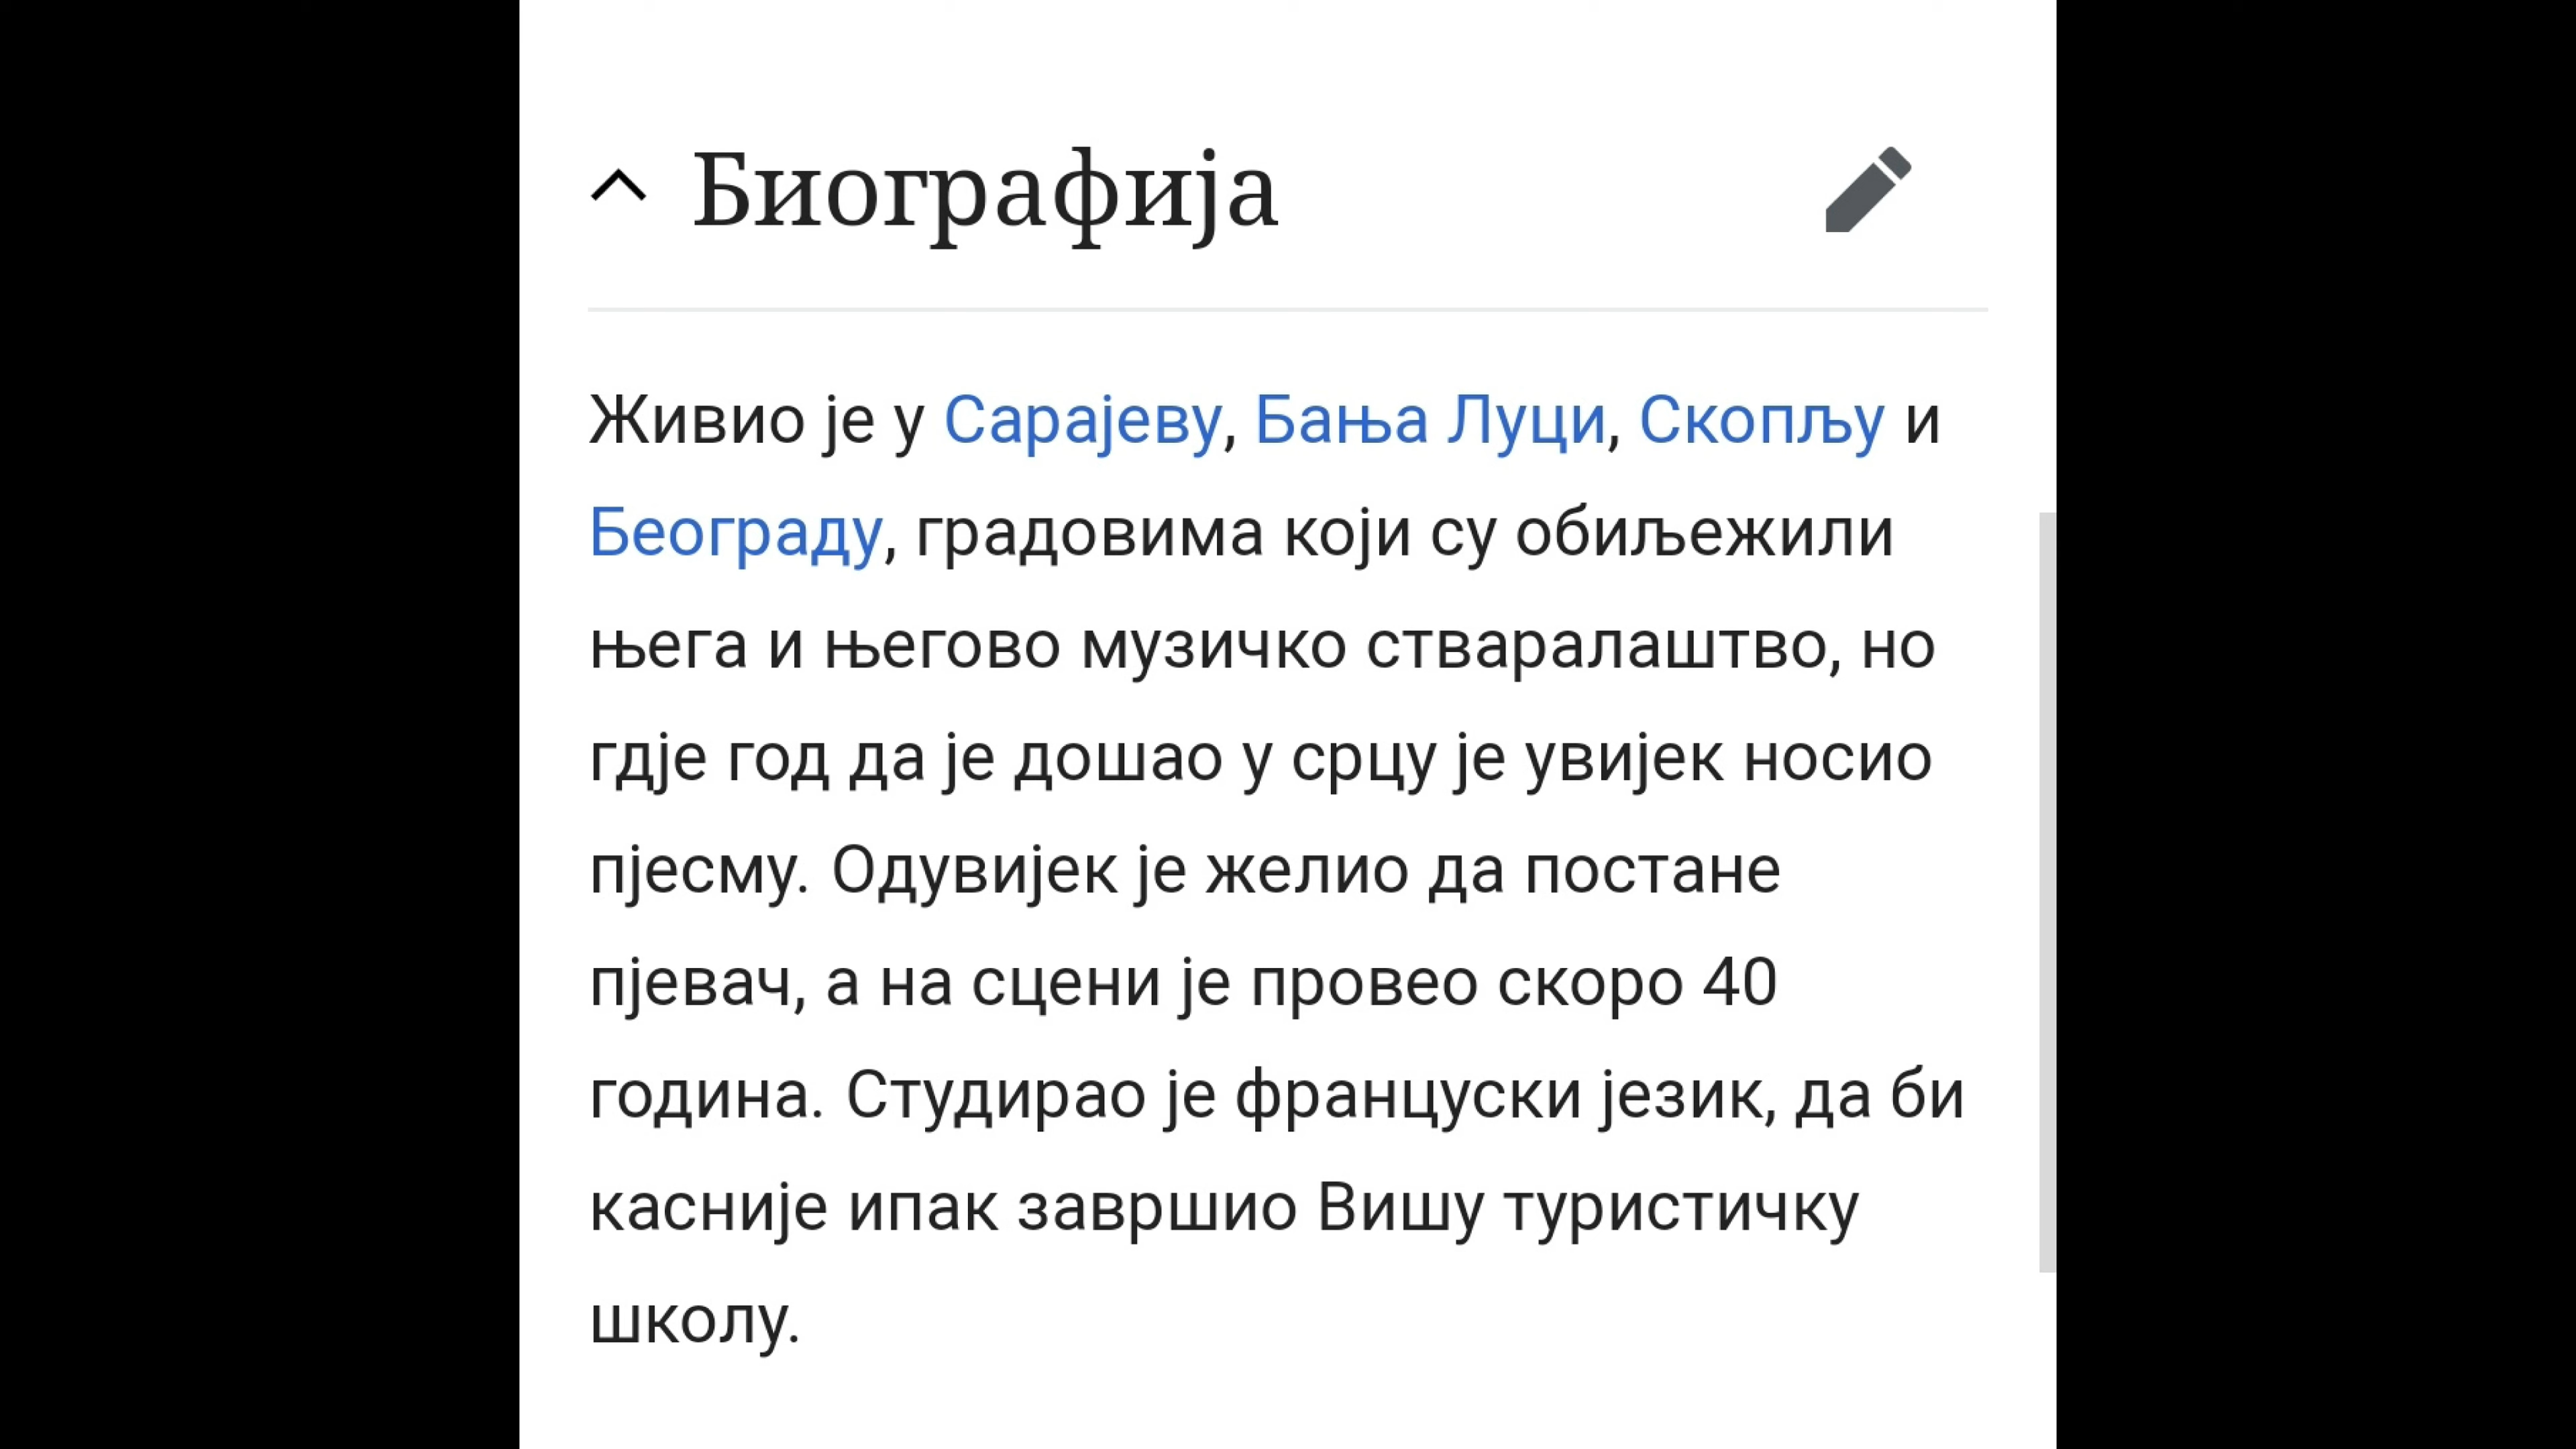 Биографија
Живио је у Сарајеву, Бања Луци, Скопљу и
Београду, градовима који су обиљежили
њега и његово музичко стваралаштво, но
гдје год да је дошао у срцу је увијек носио
пјесму. Одувијек је желио да постане
пјевач, а на сцени је провео скоро 40
година. Студирао је француски језик, да би
касније ипак завршио Вишу туристичку
школу.